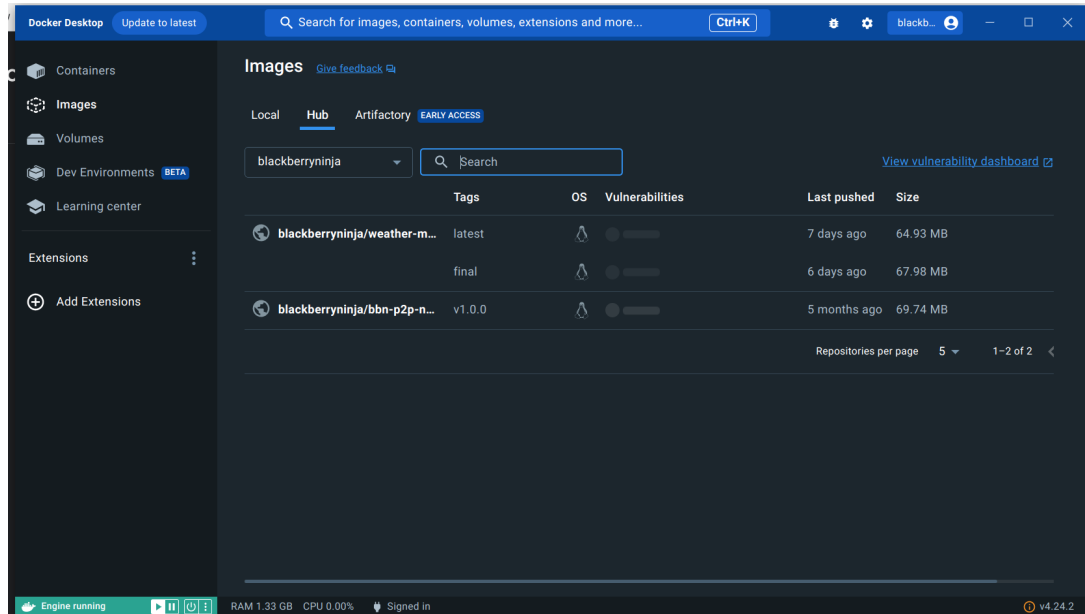 Docker Desktop Update to latest Search for images, containers, volumes, extensions and more... Ctrl+K blackb...
Containers
Images
Volumes
Dev Environments BETA
Learning center
Extensions
Add Extensions
Images Give feedback
Local Hub Artifactory EARLY ACCESS
blackberryninja Search View vulnerability dashboard
Tags OS Vulnerabilities Last pushed Size
blackberryninja/weather-m... latest 7 days ago 64.93 MB
final 6 days ago 67.98 MB
blackberryninja/bbn-p2p-n... v1.0.0 5 months ago 69.74 MB
Repositories per page 5 1–2 of 2
Engine running RAM 1.33 GB CPU 0.00% Signed in v4.24.2